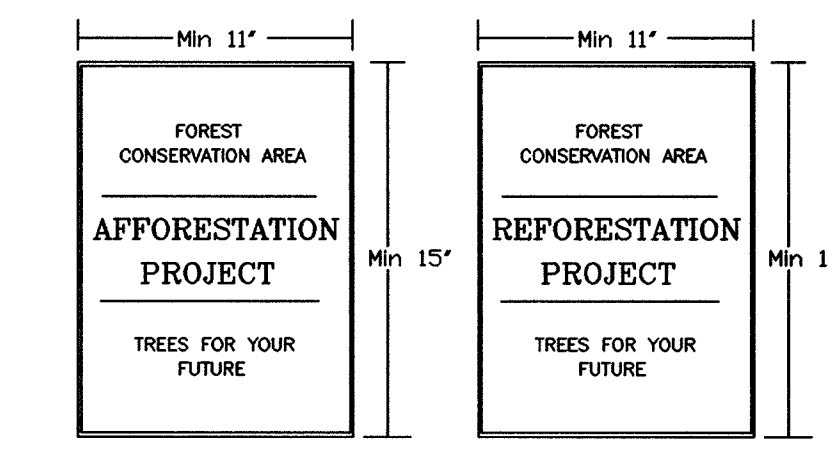 Min 11"
FOREST
CONSERVATION AREA
AFFORESTATION
PROJECT
TREES FOR YOUR
FUTURE
Min 15"
Min 11"
FOREST
CONSERVATION AREA
REFORESTATION
PROJECT
TREES FOR YOUR
FUTURE
Min 1